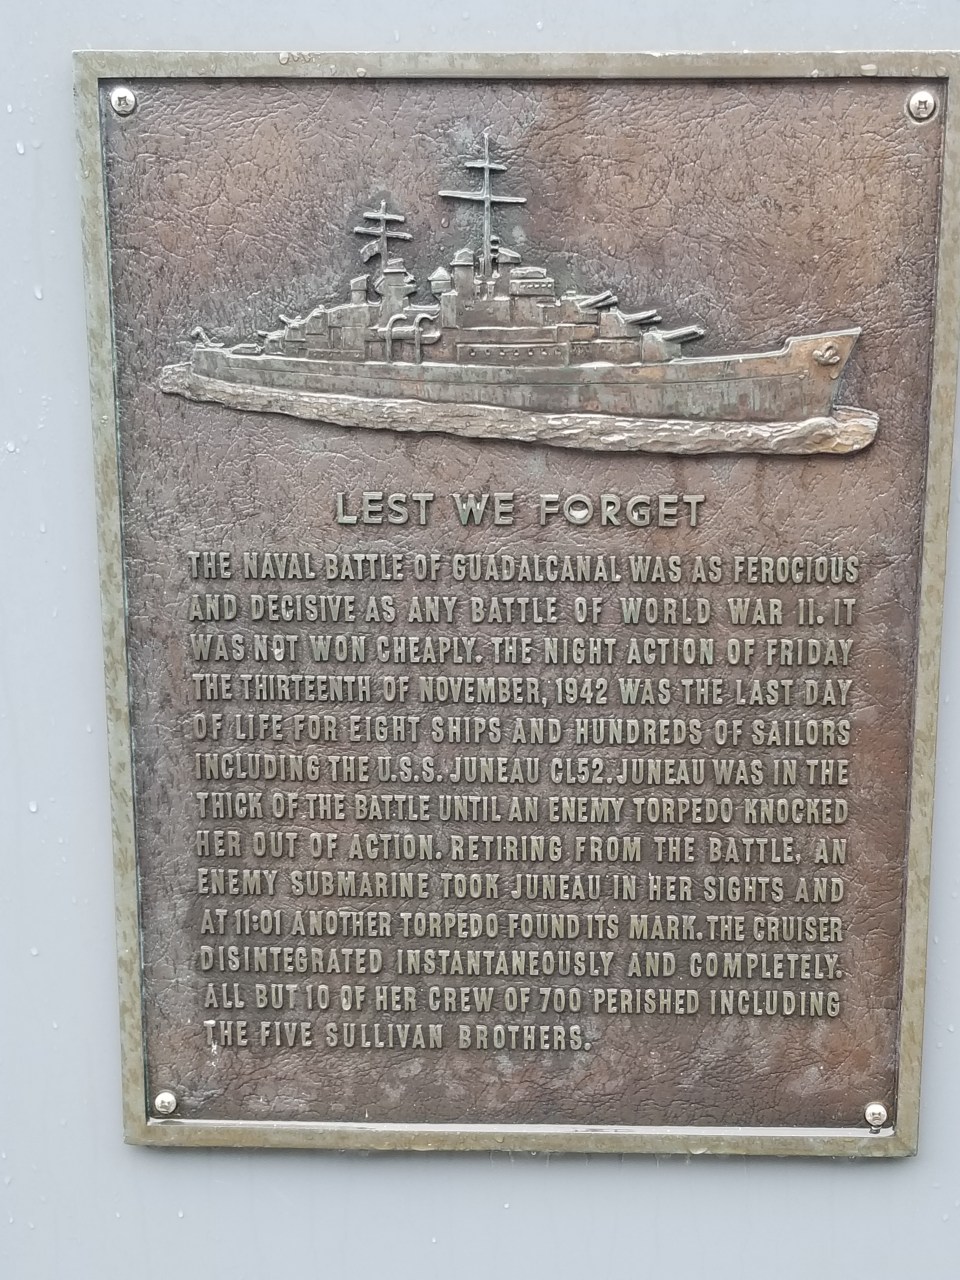 LEST WE FORGET
THE NAVAL BATTLE OF GUADALCANAL WAS AS FEROCIOUS
AND DECISIVE AS ANY BATTLE OF WORLD WAR II. IT
WAS NOT WON CHEAPLY. THE NIGHT ACTION OF FRIDAY
THE THIRTEENTH OF NOVEMBER, 1942 WAS THE LAST DAY
OF LIFE FOR EIGHT SHIPS AND HUNDREDS OF SAILORS
INCLUDING THE U.S.S. JUNEAU CL52. JUNEAU WAS IN THE
THICK OF THE BATTLE UNTIL AN ENEMY TORPEDO KNOCKED
HER OUT OF ACTION. RETIRING FROM THE BATTLE, AN
ENEMY SUBMARINE TOOK JUNEAU IN HER SIGHTS AND
AT 11:01 ANOTHER TORPEDO FOUND ITS MARK. THE CRUISER
DISINTEGRATED INSTANTANEOUSLY AND COMPLETELY.
ALL BUT 10 OF HER CREW OF 700 PERISHED INCLUDING
THE FIVE SULLIVAN BROTHERS.